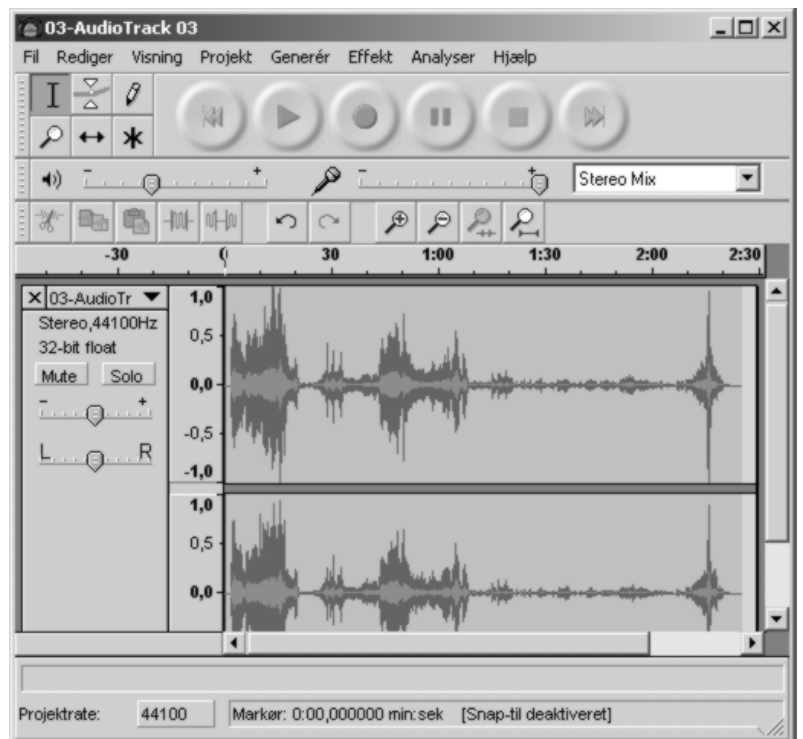 03-AudioTrack 03
Fil Rediger Visning Projekt Generér Effekt Analyser Hjælp
- + - + Stereo Mix
-30 0 30 1:00 1:30 2:00 2:30
03-AudioTr
Stereo,44100Hz
32-bit float
Mute Solo
- +
L R
1,0
0,5
0,0
-0,5
-1,0
1,0
0,5
0,0
Projektrate: 44100 Markør: 0:00,000000 min:sek [Snap-til deaktiveret]